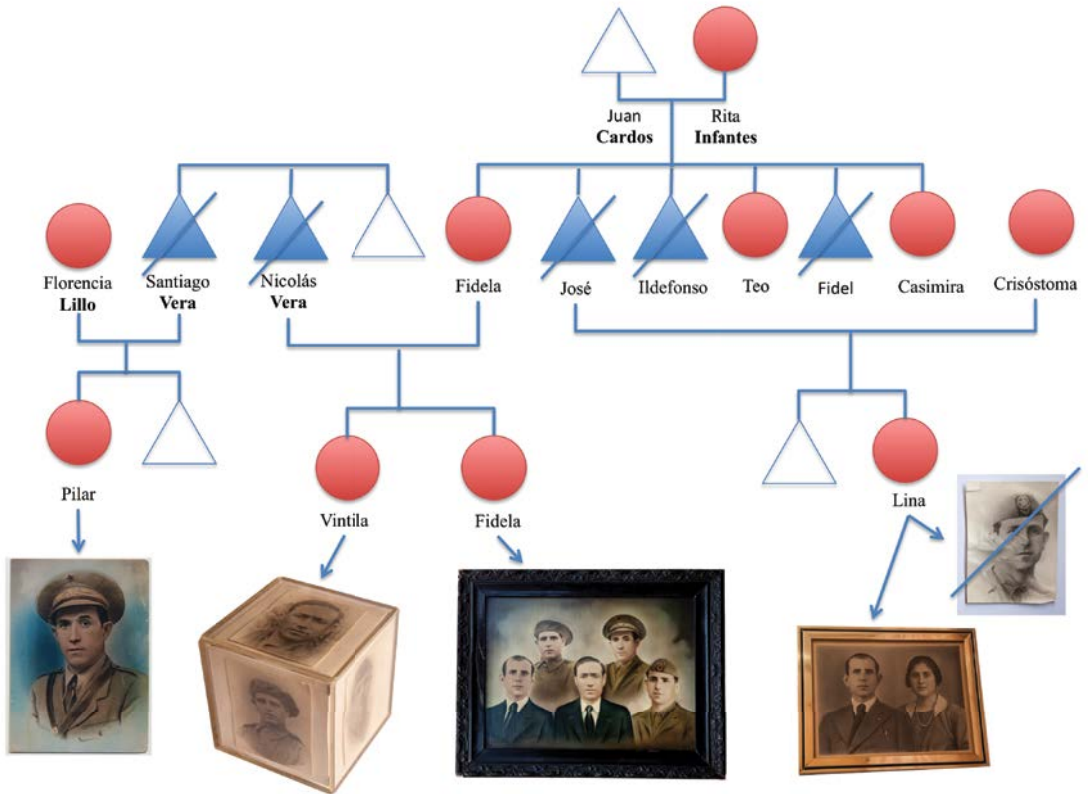 Juan
Cardos
Rita
Infantes
Florencia
Lillo
Santiago
Vera
Nicolás
Vera
Fidela
José
Ildefonso
Teo
Fidel
Casimira
Crisóstoma
Pilar
Vintila
Fidela
Lina